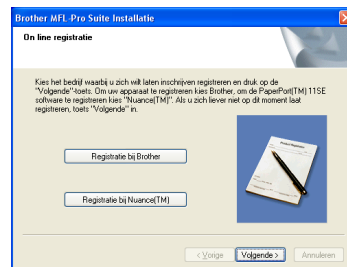 Brother MFL-Pro Suite Installatie
On line registratie
Kies het bedrijf waarbij u zich wilt laten inschrijven registreren en druk op de
"Volgende"-toets. Om uw apparaat te registreren kies Brother, om de PaperPort(TM) 11SE
software te registreren kies "Nuance(TM)". Als u zich liever niet op dit moment laat
registreren, toets "Volgende" in.
Registratie bij Brother
Registratie bij Nuance(TM)
< Vorige
Volgende >
Annuleren